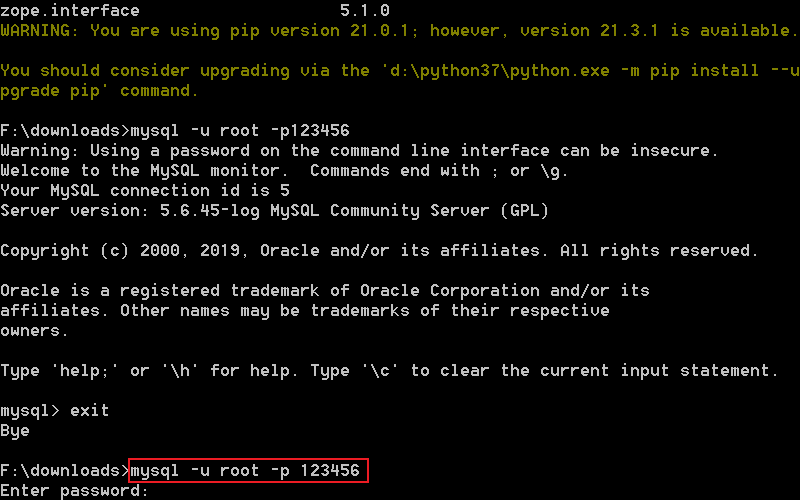 zope.interface                    5.1.0
WARNING: You are using pip version 21.0.1; however, version 21.3.1 is available.
You should consider upgrading via the 'd:\python37\python.exe -m pip install --u
pgrade pip' command.
F:\downloads>mysql -u root -p123456
Warning: Using a password on the command line interface can be insecure.
Welcome to the MySQL monitor.  Commands end with ; or \g.
Your MySQL connection id is 5
Server version: 5.6.45-log MySQL Community Server (GPL)
Copyright (c) 2000, 2019, Oracle and/or its affiliates. All rights reserved.
Oracle is a registered trademark of Oracle Corporation and/or its
affiliates. Other names may be trademarks of their respective
owners.
Type 'help;' or '\h' for help. Type '\c' to clear the current input statement.
mysql> exit
Bye
F:\downloads>mysql -u root -p 123456
Enter password: